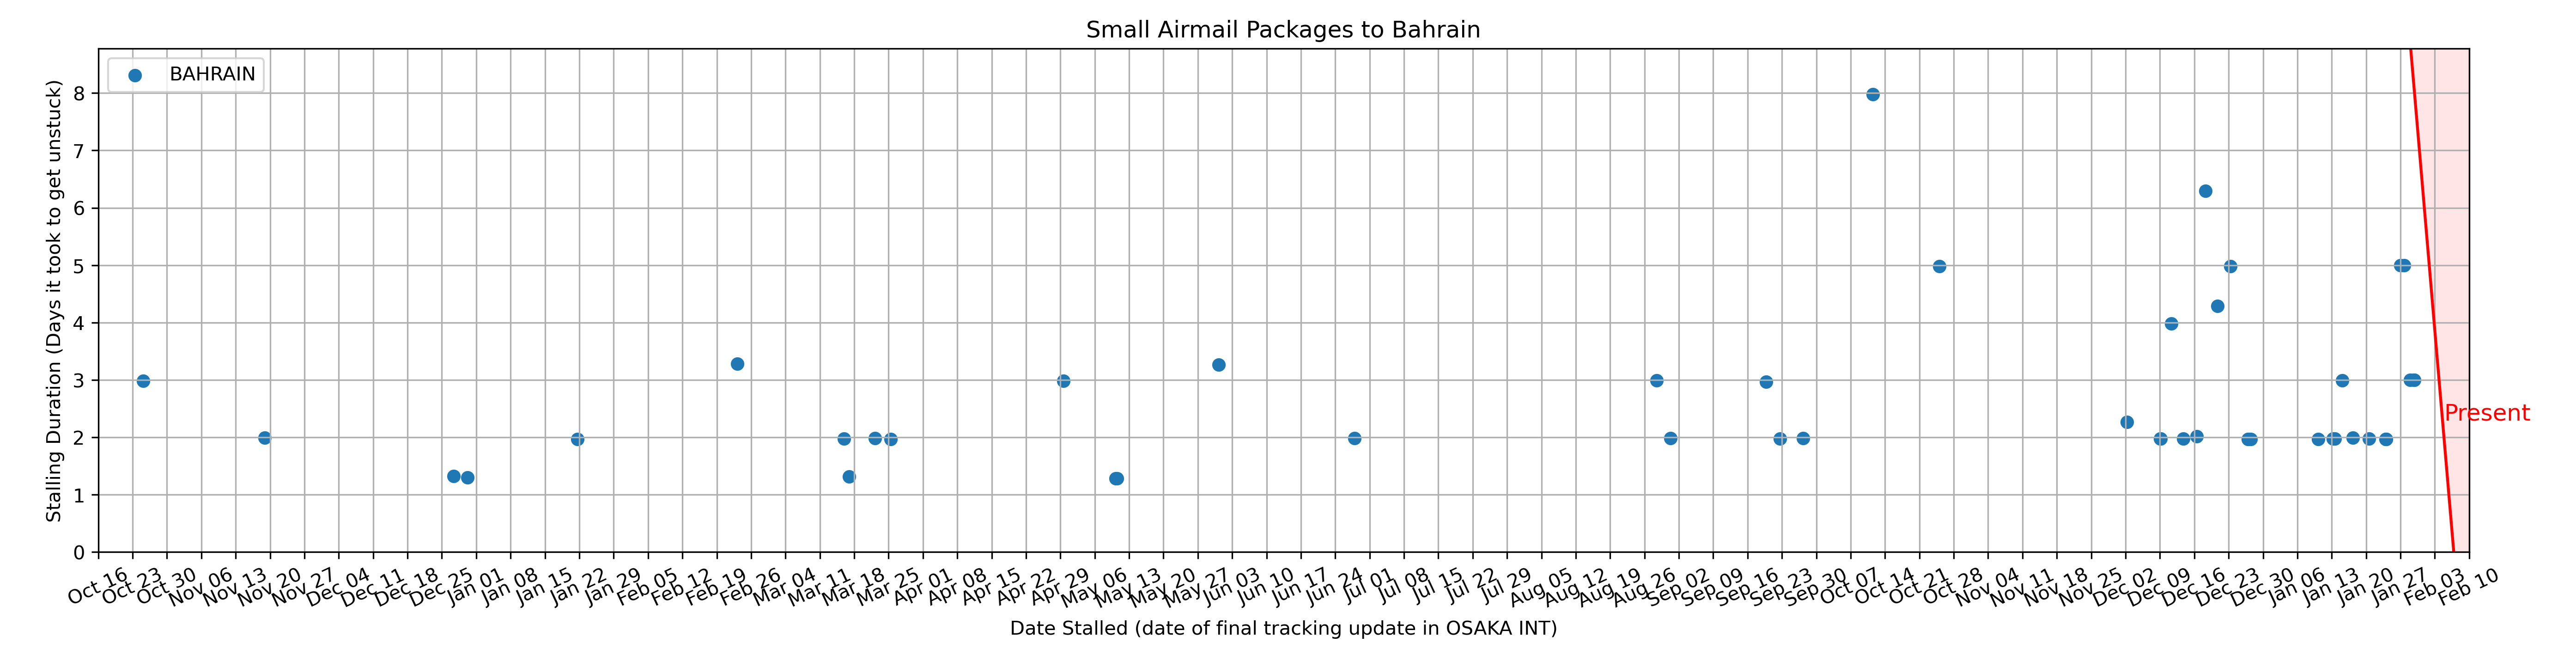 Small Airmail Packages to Bahrain
BAHRAIN
Stalling Duration (Days it took to get unstuck)
8
7
6
5
4
3
2
1
0
Present
Oct 16 Oct 23 Oct 30 Nov 06 Nov 13 Nov 20 Nov 27 Dec 04 Dec 11 Dec 18 Dec 25 Jan 01 Jan 08 Jan 15 Jan 22 Jan 29 Feb 05 Feb 12 Feb 19 Feb 26 Mar 04 Mar 11 Mar 18 Mar 25 Apr 01 Apr 08 Apr 15 Apr 22 Apr 29 May 06 May 13 May 20 May 27 Jun 03 Jun 10 Jun 17 Jun 24 Jul 01 Jul 08 Jul 15 Jul 22 Jul 29 Aug 05 Aug 12 Aug 19 Aug 26 Sep 02 Sep 09 Sep 16 Sep 23 Sep 30 Oct 07 Oct 14 Oct 21 Oct 28 Nov 04 Nov 11 Nov 18 Nov 25 Dec 02 Dec 09 Dec 16 Dec 23 Dec 30 Jan 06 Jan 13 Jan 20 Jan 27 Feb 03 Feb 10
Date Stalled (date of final tracking update in OSAKA INT)